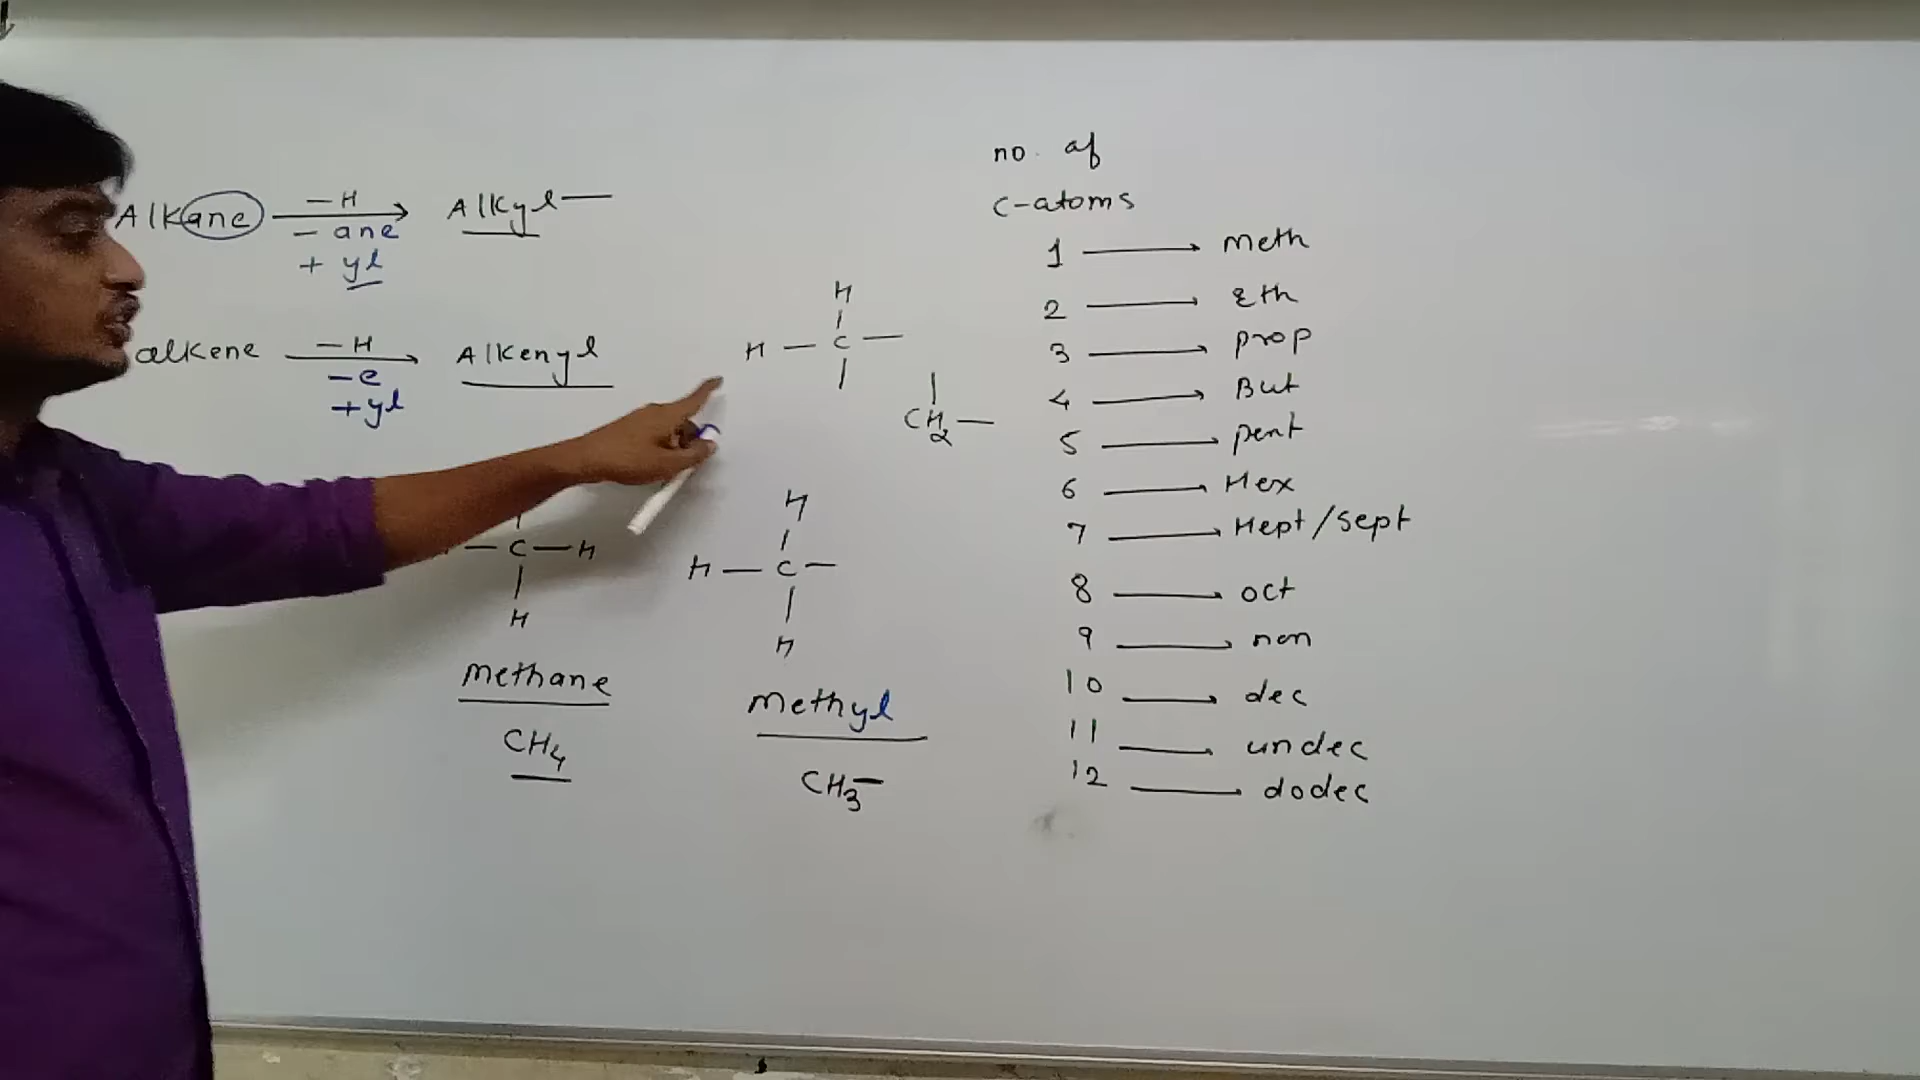 Alkane —H→ Alkyl—
— ane
+ yl
alkene —H→ Alkenyl
—e
+yl
H
H — C —
CH2 —
— C — H
H
methane
CH4
H
H — C —
H
methyl
CH3—
no. of
C-atoms
1 → meth
2 → Eth
3 → prop
4 → But
5 → pent
6 → Hex
7 → Hept/sept
8 → oct
9 → non
10 → dec
11 → undec
12 → dodec